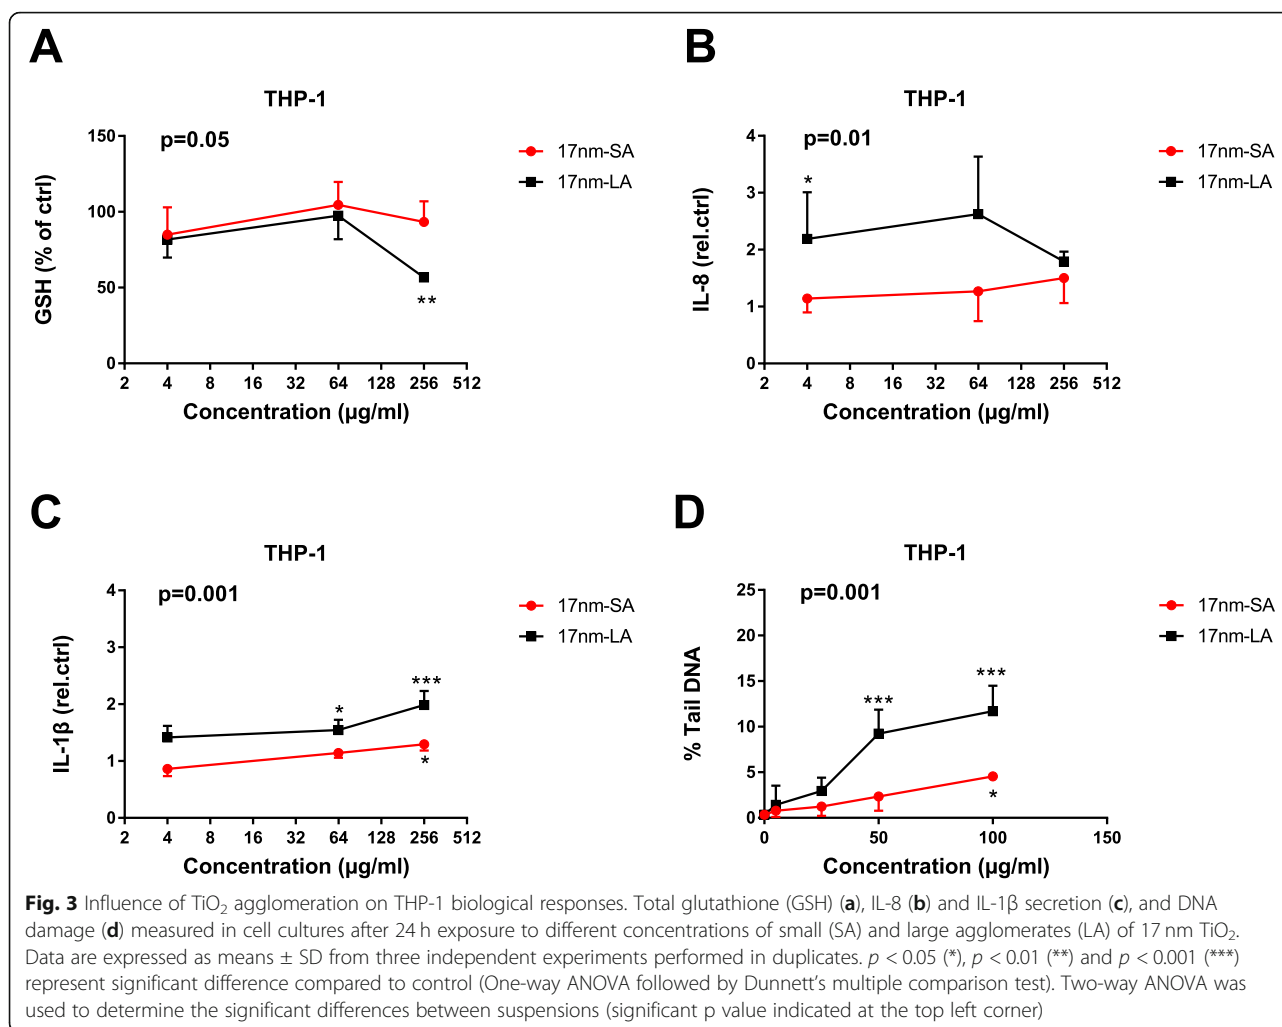 A
THP-1
p=0.05
150
100
50
0
GSH (% of ctrl)
2 4 8 16 32 64 128 256 512
Concentration (µg/ml)
**
17nm-SA
17nm-LA
B
THP-1
p=0.01
4
3
2
1
0
IL-8 (rel.ctrl)
*
2 4 8 16 32 64 128 256 512
Concentration (µg/ml)
17nm-SA
17nm-LA
C
THP-1
p=0.001
4
3
2
1
0
IL-1β (rel.ctrl)
*
***
*
2 4 8 16 32 64 128 256 512
Concentration (µg/ml)
17nm-SA
17nm-LA
D
THP-1
p=0.001
25
20
15
10
5
0
% Tail DNA
***
***
*
0 50 100 150
Concentration (µg/ml)
17nm-SA
17nm-LA
Fig. 3 Influence of TiO2 agglomeration on THP-1 biological responses. Total glutathione (GSH) (a), IL-8 (b) and IL-1β secretion (c), and DNA
damage (d) measured in cell cultures after 24 h exposure to different concentrations of small (SA) and large agglomerates (LA) of 17 nm TiO2.
Data are expressed as means ± SD from three independent experiments performed in duplicates. p < 0.05 (*), p < 0.01 (**) and p < 0.001 (***)
represent significant difference compared to control (One-way ANOVA followed by Dunnett's multiple comparison test). Two-way ANOVA was
used to determine the significant differences between suspensions (significant p value indicated at the top left corner)